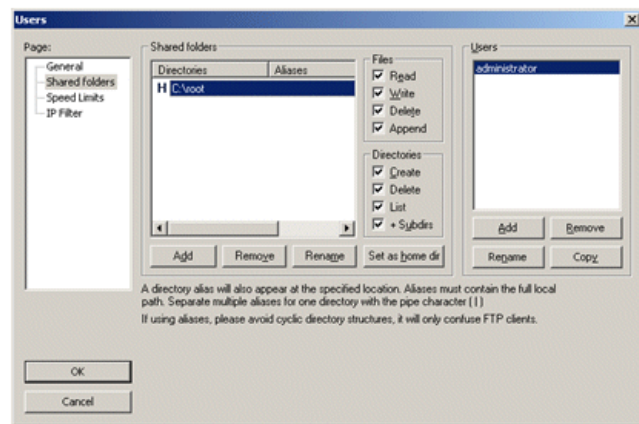 Users
Page:
General
Shared folders
Speed Limits
IP Filter
Shared folders
Directories Aliases
H C:\root
Files
Read
Write
Delete
Append
Directories
Create
Delete
List
+ Subdirs
Add Remove Rename Set as home dir
Users
administrator
Add Remove
Rename Copy
A directory alias will also appear at the specified location. Aliases must contain the full local
path. Separate multiple aliases for one directory with the pipe character ( | )
If using aliases, please avoid cyclic directory structures, it will only confuse FTP clients.
OK
Cancel